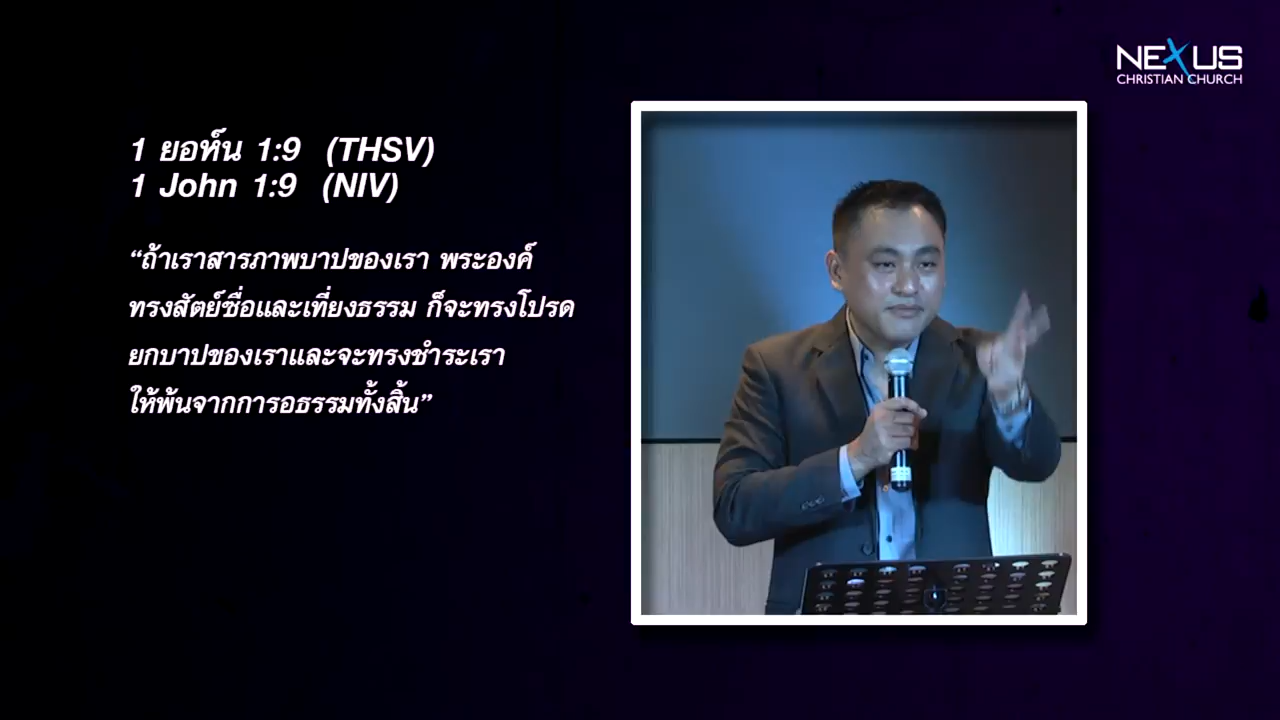 NEXUS
CHRISTIAN CHURCH
1 ยอห์น 1:9 (THSV)
1 John 1:9 (NIV)
“ถ้าเราสารภาพบาปของเรา พระองค์
ทรงสัตย์ซื่อและเที่ยงธรรม ก็จะทรงโปรด
ยกบาปของเราและจะทรงชำระเรา
ให้พ้นจากการอธรรมทั้งสิ้น”